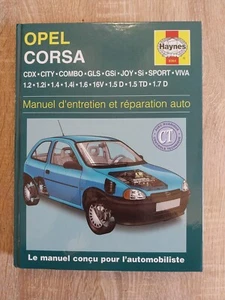 OPEL
CORSA
Haynes
CDX • CITY • COMBO • GLS • GSi • JOY • Si • SPORT • VIVA
1.2 • 1.2i • 1.4 • 1.4i • 1.6 • 16V • 1.5 D • 1.5 TD • 1.7 D
Manuel d'entretien et réparation auto
CT
Le manuel conçu pour l'automobiliste